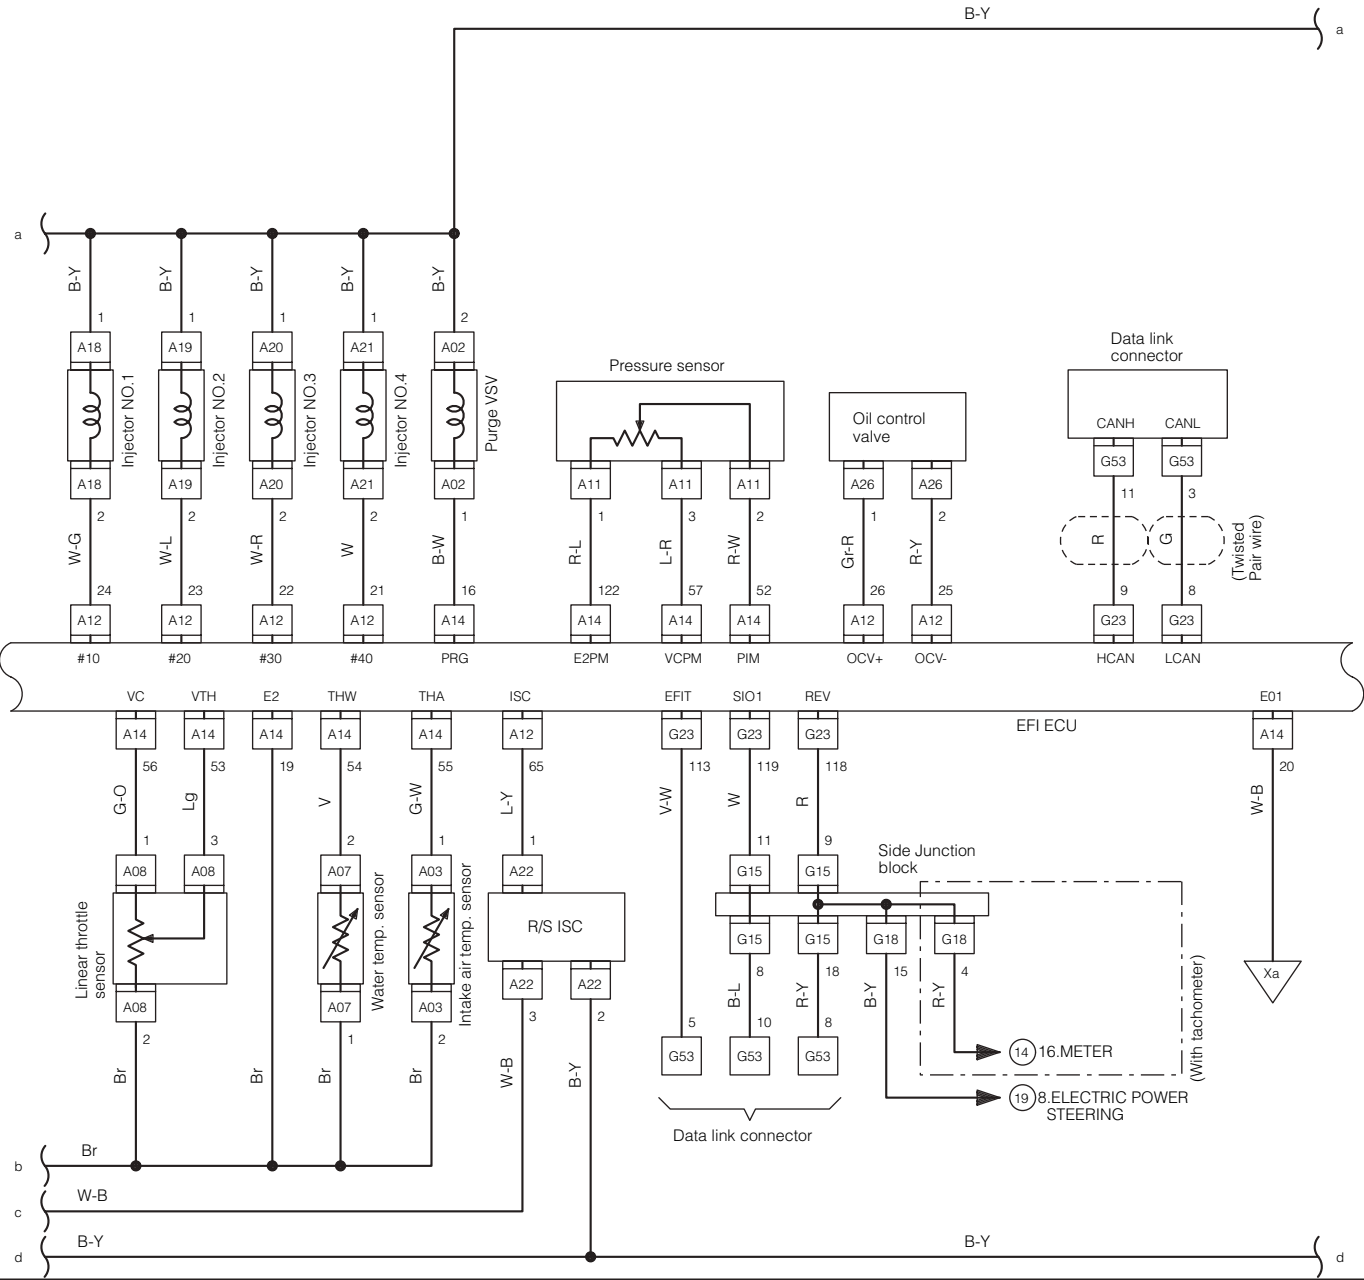 B-Y
a
a
B-Y
B-Y
B-Y
B-Y
B-Y
1
1
1
1
2
A18
A19
A20
A21
A02
Data link
connector
Pressure sensor
Injector NO.1
Injector NO.2
Injector NO.3
Injector NO.4
Purge VSV
Oil control
valve
CANH
CANL
A18
A19
A20
A21
A02
A11
A11
A11
A26
A26
G53
G53
2
2
2
2
1
1
3
2
1
2
11
3
W-G
W-L
W-R
W
B-W
R-L
L-R
R-W
Gr-R
R-Y
R
G
(Twisted
Pair wire)
24
23
22
21
16
122
57
52
26
25
9
8
A12
A12
A12
A12
A14
A14
A14
A14
A12
A12
G23
G23
#10
#20
#30
#40
PRG
E2PM
VCPM
PIM
OCV+
OCV-
HCAN
LCAN
VC
VTH
E2
THW
THA
ISC
EFIT
SIO1
REV
E01
EFI ECU
A14
A14
A14
A14
A14
A12
G23
G23
G23
A14
56
53
19
54
55
65
113
119
118
20
G-O
Lg
V
G-W
L-Y
V-W
W
R
W-B
1
3
2
1
1
11
9
A08
A08
A07
A03
A22
G15
G15
Side Junction
block
Linear throttle
sensor
Water temp. sensor
Intake air temp. sensor
R/S ISC
G15
G15
G18
G18
A08
A07
A03
A22
A22
8
18
15
4
Xa
2
1
2
3
2
B-L
R-Y
B-Y
R-Y
5
10
8
G53
G53
G53
14 16.METER
(With tachometer)
Br
Br
Br
Br
W-B
B-Y
19 8.ELECTRIC POWER
STEERING
Data link connector
b
Br
c
W-B
d
B-Y
B-Y
d